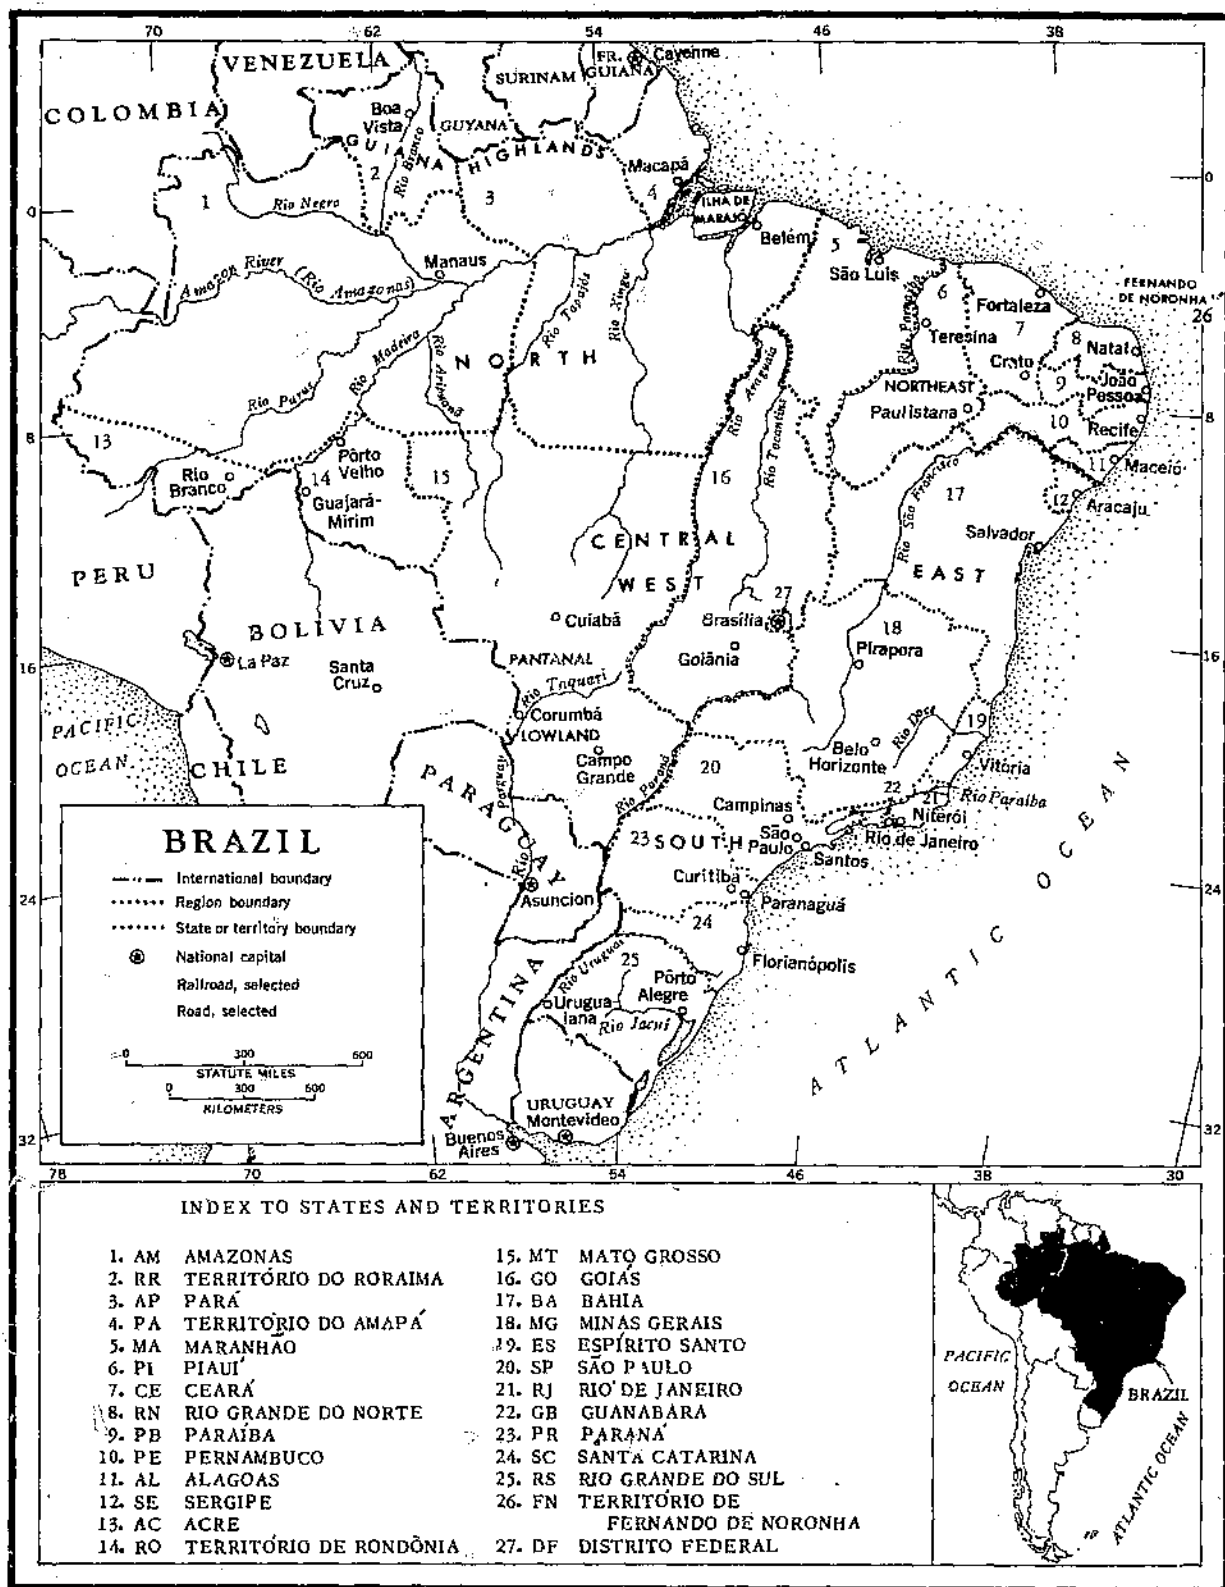 70 62 54 46 38
VENEZUELA
COLOMBIA
SURINAM
FR.
GUIANA
Cayenne
Boa
Vista
GUYANA
GUIANA HIGHLANDS
Rio Branco
Macapá
1
2
3
4
0
0
Rio Negro
ILHA DE
MARAJÓ
Belém
5
São Luís
Manaus
Amazon River (Rio Amazonas)
Rio Tapajós
Rio Xingu
6
Fortaleza
7
FERNANDO
DE NORONHA
26
Rio Parnaíba
Teresina
8
Natal
Crato
9
João
Pessoa
NORTH
Rio Madeira
Rio Aripuanã
Rio Purus
Rio Araguaia
NORTHEAST
Paulistana
10
Recife
8
8
13
Rio
Branco
Pôrto
Velho
14
Guajará-
Mirim
15
16
Rio Tocantins
Rio São Francisco
17
11
Maceió
12
Aracaju
Salvador
CENTRAL
WEST
EAST
PERU
BOLIVIA
Cuiabá
27
Brasília
Goiânia
18
Pirapora
La Paz
Santa
Cruz
PANTANAL
Rio Taquari
16
16
Corumbá
LOWLAND
Campo
Grande
PACIFIC
OCEAN
CHILE
PARAGUAY
Rio Paraguay
Rio Paraná
20
Belo
Horizonte
Rio Doce
19
Vitória
22
21
Rio Paraíba
Campinas
Niterói
Rio de Janeiro
São
Paulo
Santos
23
SOUTH
Curitiba
Paranaguá
Asuncion
24
24
24
Florianópolis
ARGENTINA
Rio Uruguai
25
Pôrto
Alegre
Urugua-
iana
Rio Jacuí
ATLANTIC OCEAN
URUGUAY
Montevideo
Buenos
Aires
32
32
78 70 62 54 46 38 30
BRAZIL
International boundary
Region boundary
State or territory boundary
National capital
Railroad, selected
Road, selected
0 300 600
STATUTE MILES
0 300 600
KILOMETERS
INDEX TO STATES AND TERRITORIES
1. AM AMAZONAS
2. RR TERRITÓRIO DO RORAIMA
3. AP PARÁ
4. PA TERRITÓRIO DO AMAPÁ
5. MA MARANHÃO
6. PI PIAUÍ
7. CE CEARÁ
8. RN RIO GRANDE DO NORTE
9. PB PARAÍBA
10. PE PERNAMBUCO
11. AL ALAGOAS
12. SE SERGIPE
13. AC ACRE
14. RO TERRITÓRIO DE RONDÔNIA
15. MT MATO GROSSO
16. GO GOIÁS
17. BA BAHIA
18. MG MINAS GERAIS
19. ES ESPÍRITO SANTO
20. SP SÃO PAULO
21. RJ RIO DE JANEIRO
22. GB GUANABARA
23. PR PARANÁ
24. SC SANTA CATARINA
25. RS RIO GRANDE DO SUL
26. FN TERRITÓRIO DE
FERNANDO DE NORONHA
27. DF DISTRITO FEDERAL
PACIFIC
OCEAN
BRAZIL
ATLANTIC OCEAN